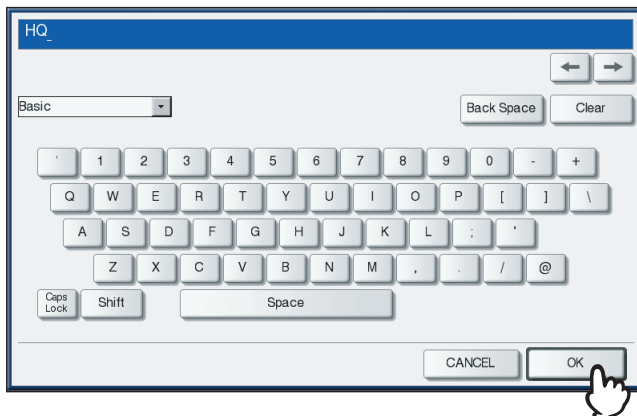 HQ_
← →
Basic Back Space Clear
` 1 2 3 4 5 6 7 8 9 0 - +
Q W E R T Y U I O P [ ] \
A S D F G H J K L ; '
Z X C V B N M , . / @
Caps Lock Shift Space
CANCEL OK